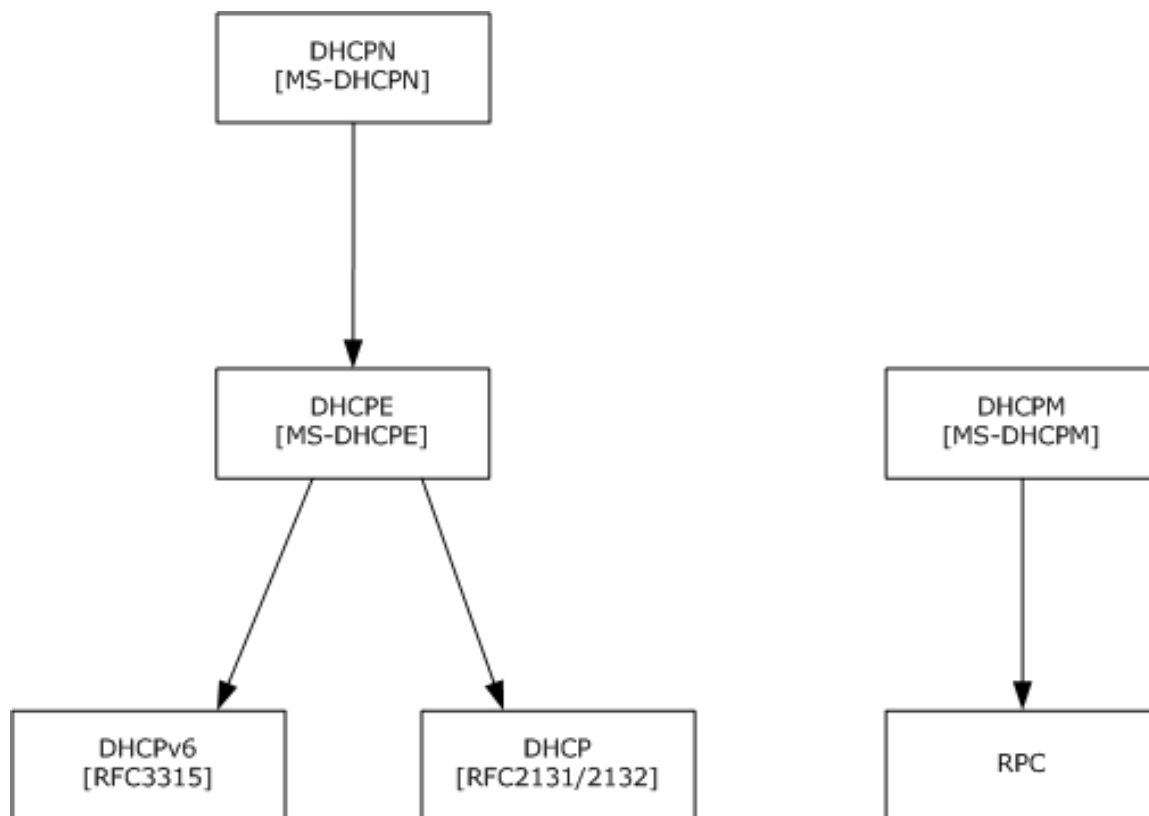 DHCPN
[MS-DHCPN]
DHCPE
[MS-DHCPE]
DHCPM
[MS-DHCPM]
DHCPv6
[RFC3315]
DHCP
[RFC2131/2132]
RPC